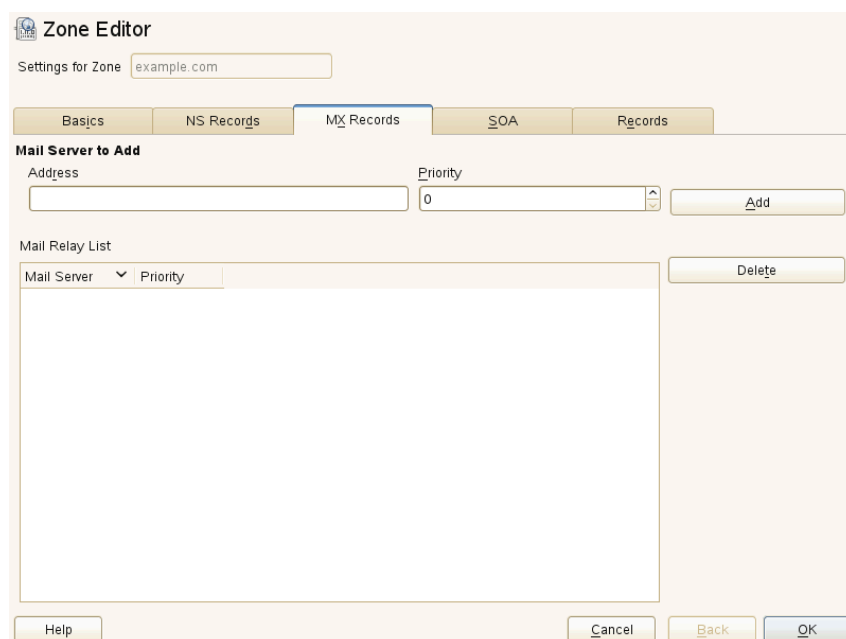 Zone Editor
Settings for Zone example.com
Basics NS Records MX Records SOA Records
Mail Server to Add
Address Priority
0 Add
Mail Relay List
Delete
Mail Server Priority
Help Cancel Back OK